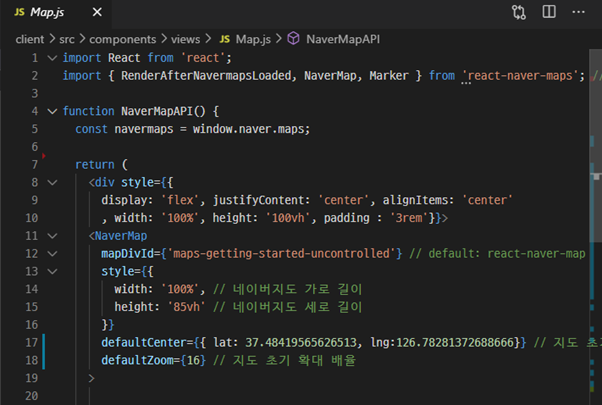 JS Map.js ×
client > src > components > views > JS Map.js > NaverMapAPI
1 import React from 'react';
2 import { RenderAfterNavermapsLoaded, NaverMap, Marker } from 'react-naver-maps'; //
3
4 function NaverMapAPI() {
5 const navermaps = window.naver.maps;
6
7 return (
8 <div style={{
9 display: 'flex', justifyContent: 'center', alignItems: 'center'
10 , width: '100%', height: '100vh', padding : '3rem'}}>
11 <NaverMap
12 mapDivId={'maps-getting-started-uncontrolled'} // default: react-naver-map
13 style={{
14 width: '100%', // 네이버지도 가로 길이
15 height: '85vh' // 네이버지도 세로 길이
16 }}
17 defaultCenter={{ lat: 37.48419565626513, lng:126.78281372688666}} // 지도 초기
18 defaultZoom={16} // 지도 초기 확대 배율
19 >
20